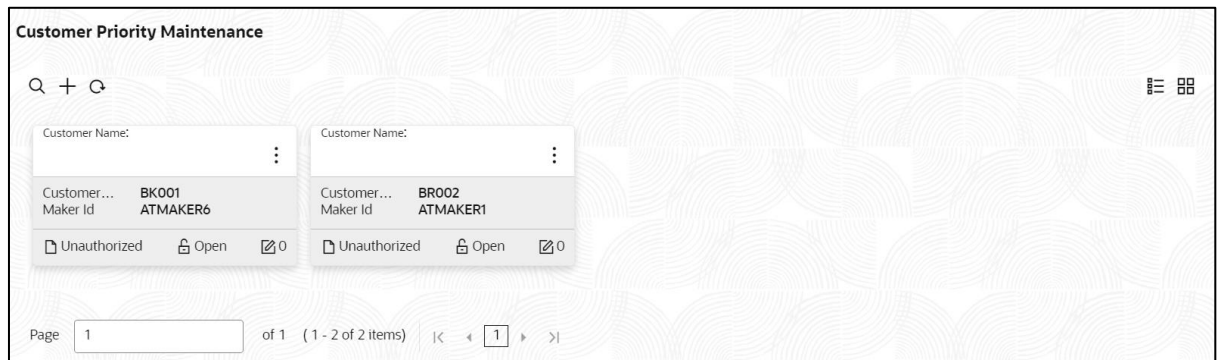 Customer Priority Maintenance
Customer Name:
Customer... BK001
Maker Id ATMAKER6
Unauthorized Open 0
Customer Name:
Customer... BR002
Maker Id ATMAKER1
Unauthorized Open 0
Page 1 of 1 ( 1 - 2 of 2 items) 1